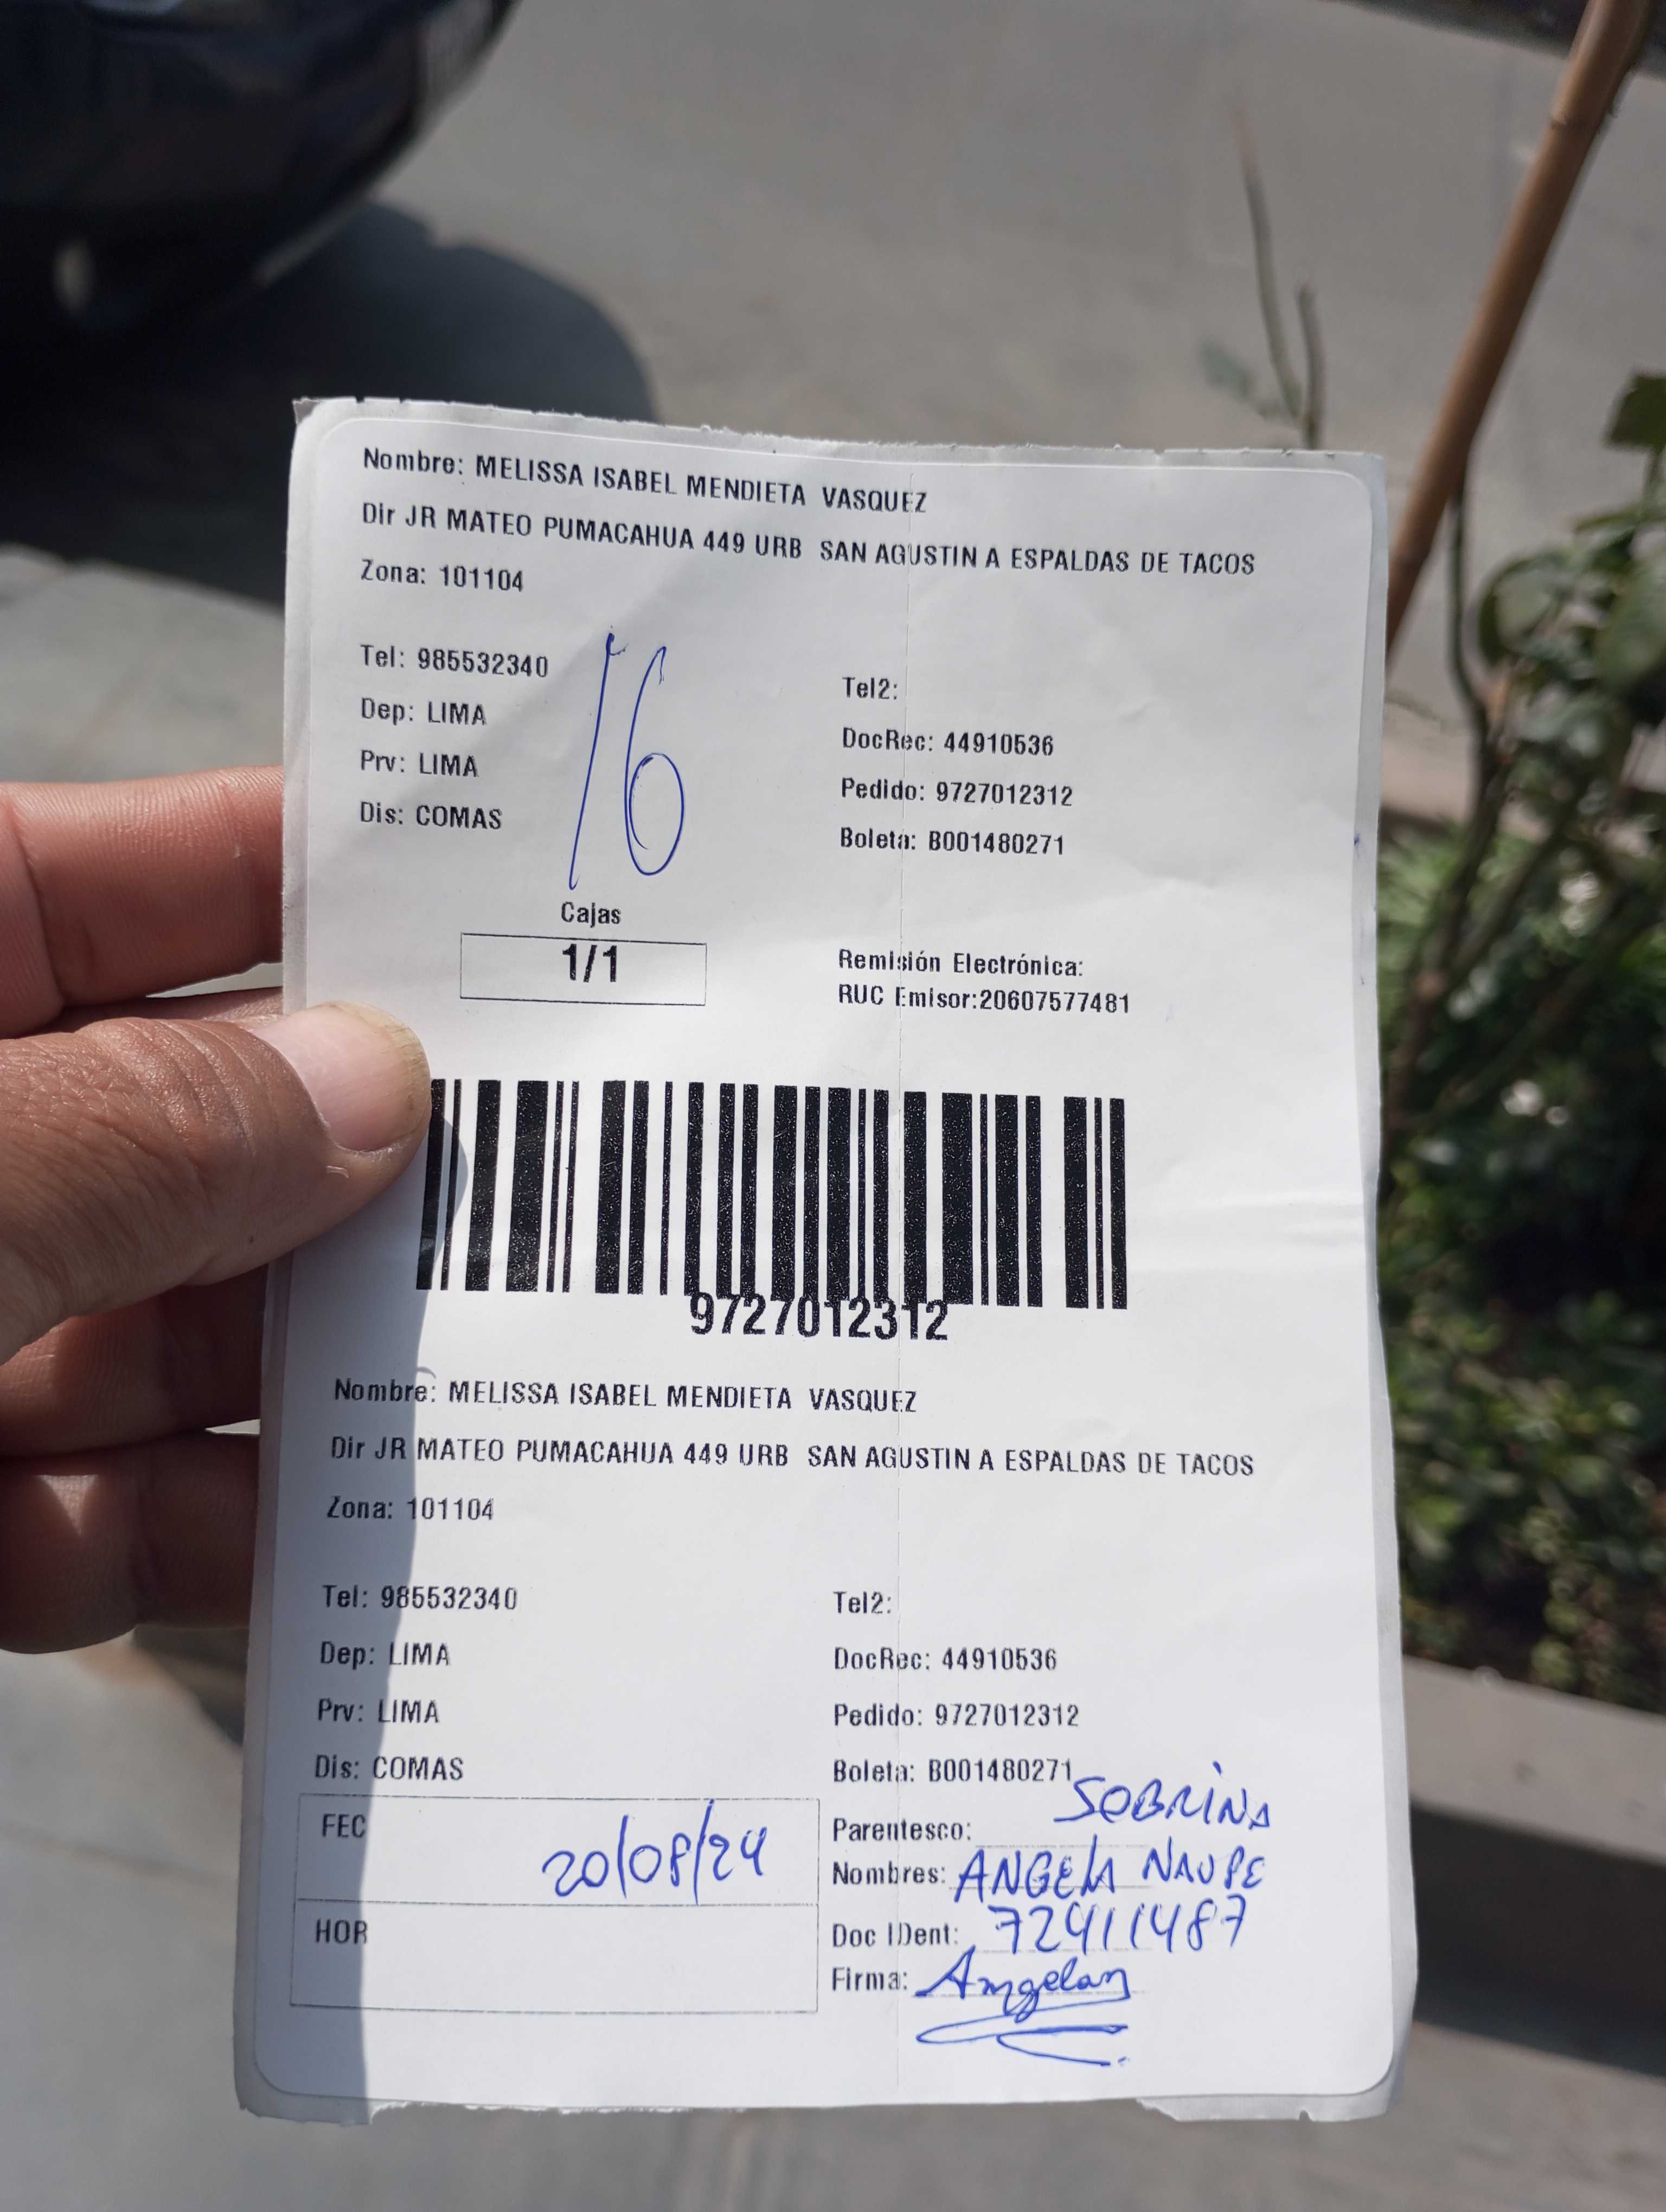 Nombre: MELISSA ISABEL MENDIETA VASQUEZ
Dir JR MATEO PUMACAHUA 449 URB SAN AGUSTIN A ESPALDAS DE TACOS
Zona: 101104
16
Tel: 985532340
Dep: LIMA
Prv: LIMA
Dis: COMAS
Tel2:
DocRec: 44910536
Pedido: 9727012312
Boleta: B001480271
Cajas
1/1
Remisión Electrónica:
RUC Emisor:20607577481
9727012312
Nombre: MELISSA ISABEL MENDIETA VASQUEZ
Dir JR MATEO PUMACAHUA 449 URB SAN AGUSTIN A ESPALDAS DE TACOS
Zona: 101104
Tel: 985532340
Dep: LIMA
Prv: LIMA
Dis: COMAS
Tel2:
DocRec: 44910536
Pedido: 9727012312
Boleta: B001480271
FEC 20/08/24
HOR
Parentesco: SOBRINA
Nombres: ANGELA NAUPE
Doc IDent: 72411487
Firma: Angelan